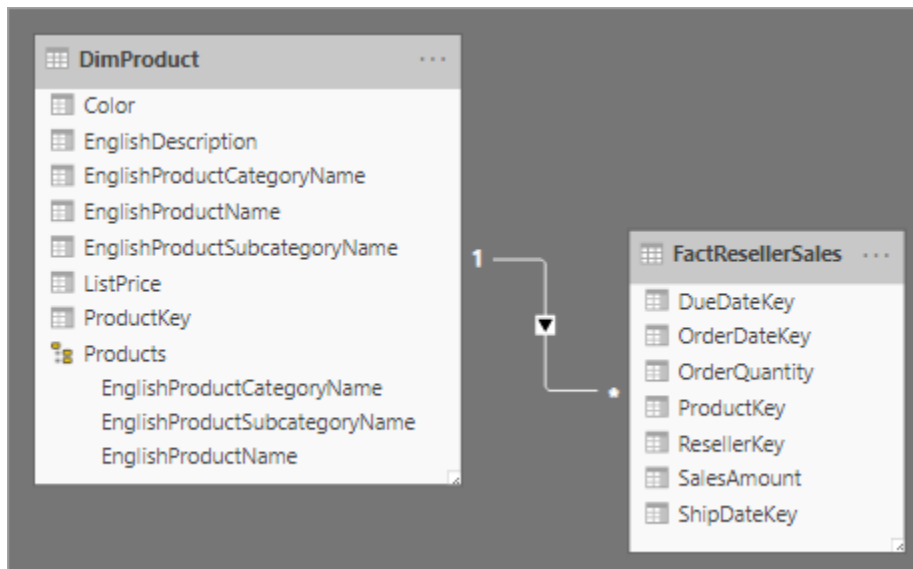 DimProduct
Color
EnglishDescription
EnglishProductCategoryName
EnglishProductName
EnglishProductSubcategoryName
ListPrice
ProductKey
Products
EnglishProductCategoryName
EnglishProductSubcategoryName
EnglishProductName
1
*
FactResellerSales
DueDateKey
OrderDateKey
OrderQuantity
ProductKey
ResellerKey
SalesAmount
ShipDateKey